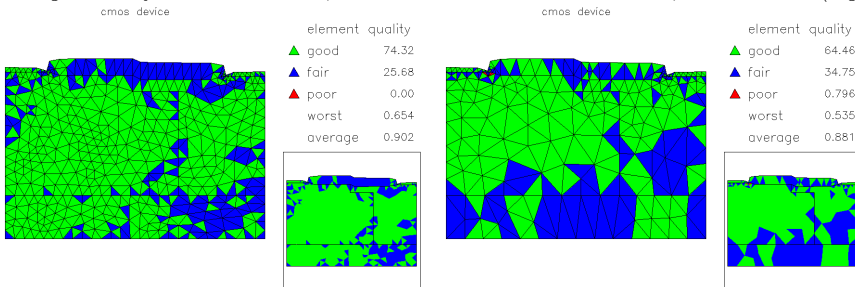 cmos device
element quality
good 74.32
fair 25.68
poor 0.00
worst 0.654
average 0.902
cmos device
element quality
good 64.46
fair 34.75
poor 0.796
worst 0.535
average 0.881